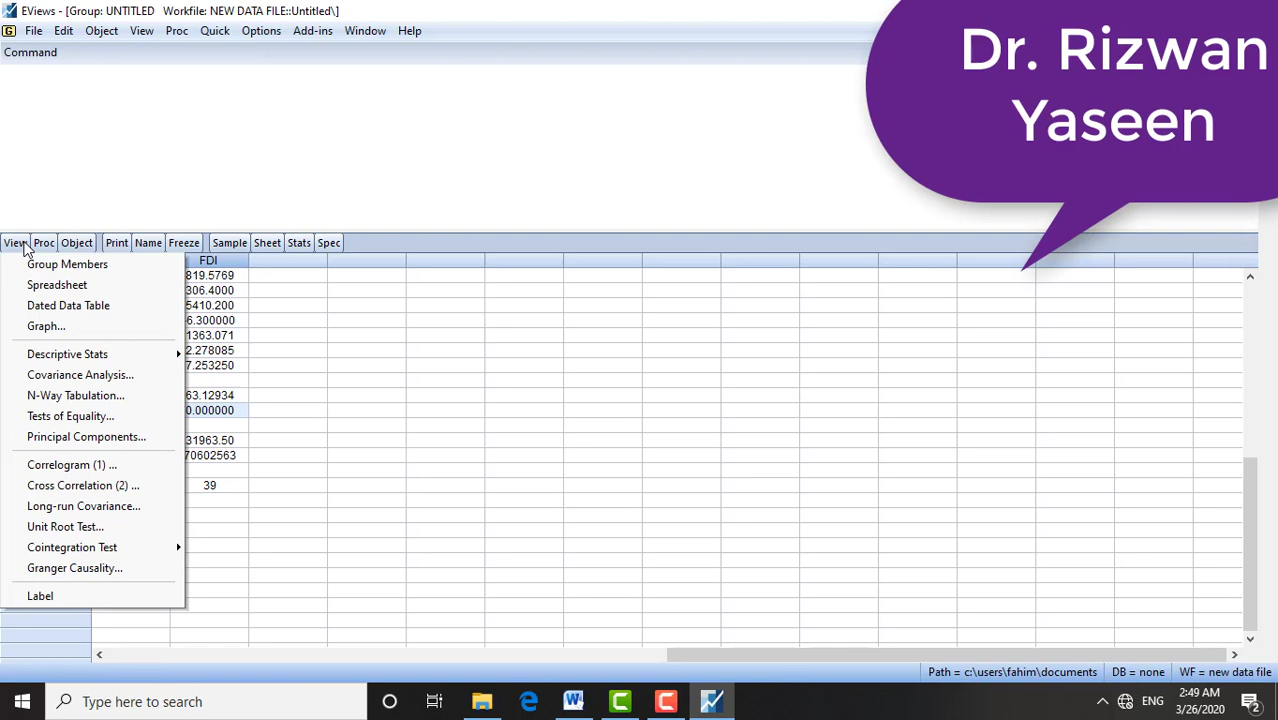 EViews - [Group: UNTITLED   Workfile: NEW DATA FILE::Untitled\]
File Edit Object View Proc Quick Options Add-ins Window Help
Command
Dr. Rizwan
Yaseen
View Proc Object Print Name Freeze Sample Sheet Stats Spec
Group Members
Spreadsheet
Dated Data Table
Graph...
Descriptive Stats
Covariance Analysis...
N-Way Tabulation...
Tests of Equality...
Principal Components...
Correlogram (1) ...
Cross Correlation (2) ...
Long-run Covariance...
Unit Root Test...
Cointegration Test
Granger Causality...
Label
FDI
819.5769
306.4000
5410.200
6.300000
1363.071
2.278085
7.253250
63.12934
0.000000
31963.50
70602563
39
Path = c:\users\fahim\documents DB = none WF = new data file
Type here to search
ENG
2:49 AM
3/26/2020
2